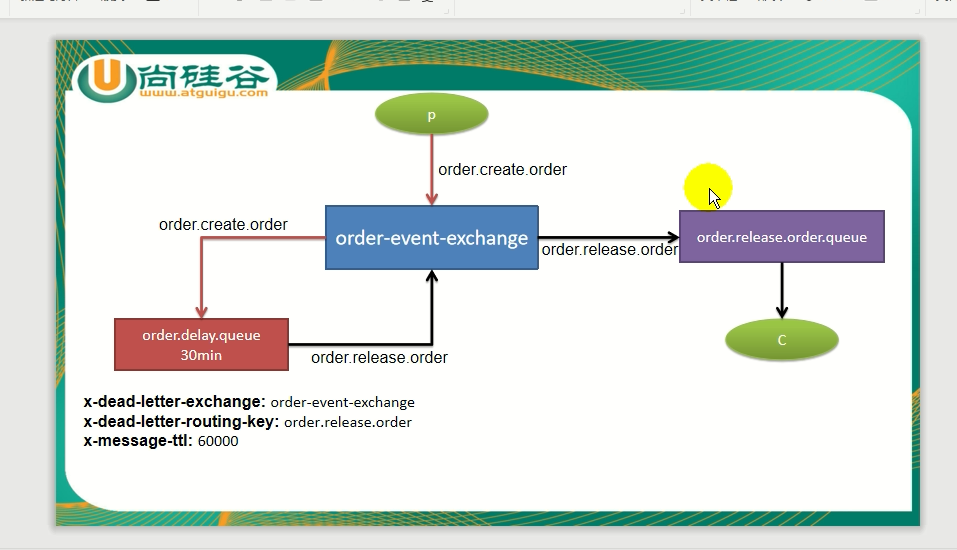 尚硅谷
www.atguigu.com
p
order.create.order
order.create.order
order-event-exchange
order.release.order
order.release.order.queue
order.delay.queue
30min
order.release.order
C
x-dead-letter-exchange: order-event-exchange
x-dead-letter-routing-key: order.release.order
x-message-ttl: 60000